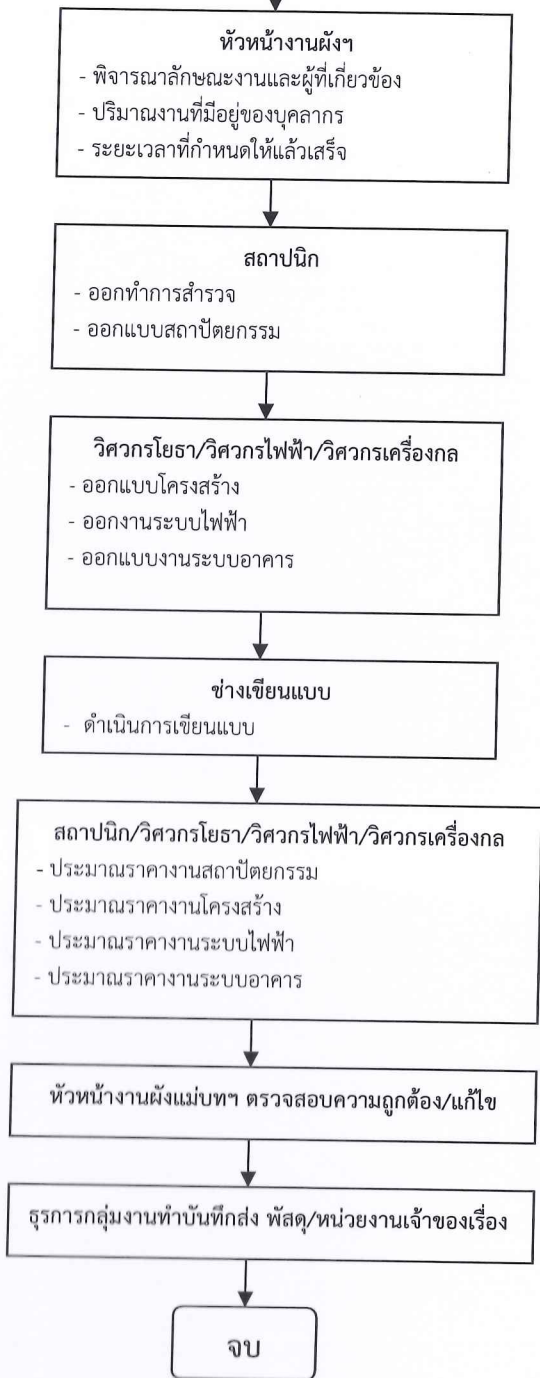 หัวหน้างานผังฯ
- พิจารณาลักษณะงานและผู้ที่เกี่ยวข้อง
- ปริมาณงานที่มีอยู่ของบุคลากร
- ระยะเวลาที่กำหนดให้แล้วเสร็จ
สถาปนิก
- ออกทำการสำรวจ
- ออกแบบสถาปัตยกรรม
วิศวกรโยธา/วิศวกรไฟฟ้า/วิศวกรเครื่องกล
- ออกแบบโครงสร้าง
- ออกงานระบบไฟฟ้า
- ออกแบบงานระบบอาคาร
ช่างเขียนแบบ
- ดำเนินการเขียนแบบ
สถาปนิก/วิศวกรโยธา/วิศวกรไฟฟ้า/วิศวกรเครื่องกล
- ประมาณราคางานสถาปัตยกรรม
- ประมาณราคางานโครงสร้าง
- ประมาณราคางานระบบไฟฟ้า
- ประมาณราคางานระบบอาคาร
หัวหน้างานผังแม่บทฯ ตรวจสอบความถูกต้อง/แก้ไข
ธุรการกลุ่มงานทำบันทึกส่ง พัสดุ/หน่วยงานเจ้าของเรื่อง
จบ